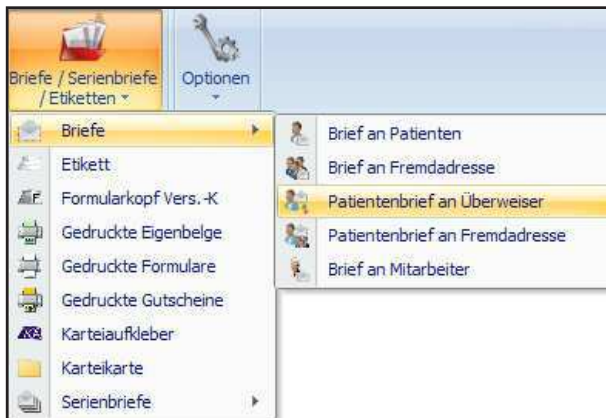 Briefe / Serienbriefe
/ Etiketten
Optionen
Briefe
Etikett
Formularkopf Vers.-K
Gedruckte Eigenbelge
Gedruckte Formulare
Gedruckte Gutscheine
Karteiaufkleber
Karteikarte
Serienbriefe
Brief an Patienten
Brief an Fremdadresse
Patientenbrief an Überweiser
Patientenbrief an Fremdadresse
Brief an Mitarbeiter